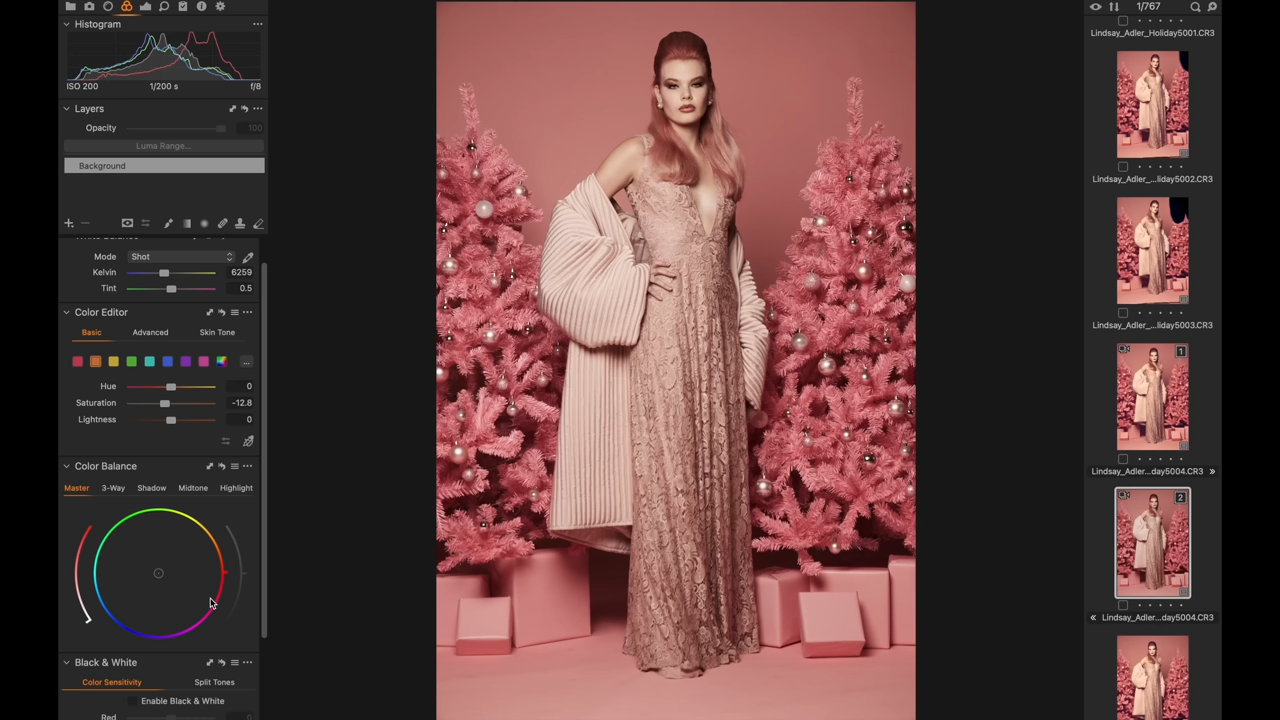 1/767
Histogram
Lindsay_Adler_Holiday5001.CR3
ISO 200 1/200 s f/8
Layers
Opacity 100
Luma Range...
Background
Lindsay_Adler_...liday5002.CR3
Mode Shot
Kelvin 6259
Tint 0.5
Color Editor
Lindsay_Adler_...liday5003.CR3
Basic Advanced Skin Tone
1
...
Hue 0
Saturation -12.8
Lightness 0
Color Balance
Lindsay_Adler...day5004.CR3 »
Master 3-Way Shadow Midtone Highlight
2
« Lindsay_Adler...day5004.CR3
Black & White
Color Sensitivity Split Tones
Enable Black & White
Red 0